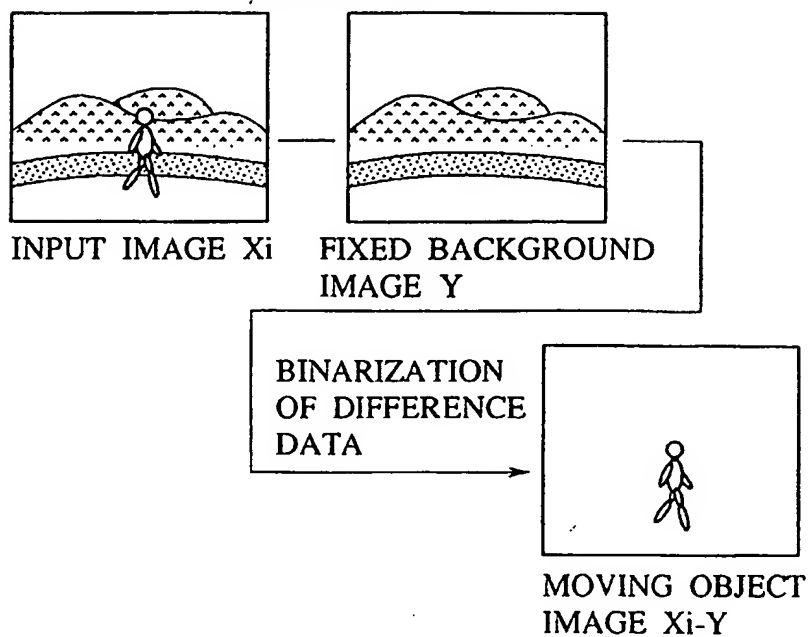 INPUT IMAGE Xi
FIXED BACKGROUND
IMAGE Y
BINARIZATION
OF DIFFERENCE
DATA
MOVING OBJECT
IMAGE Xi-Y